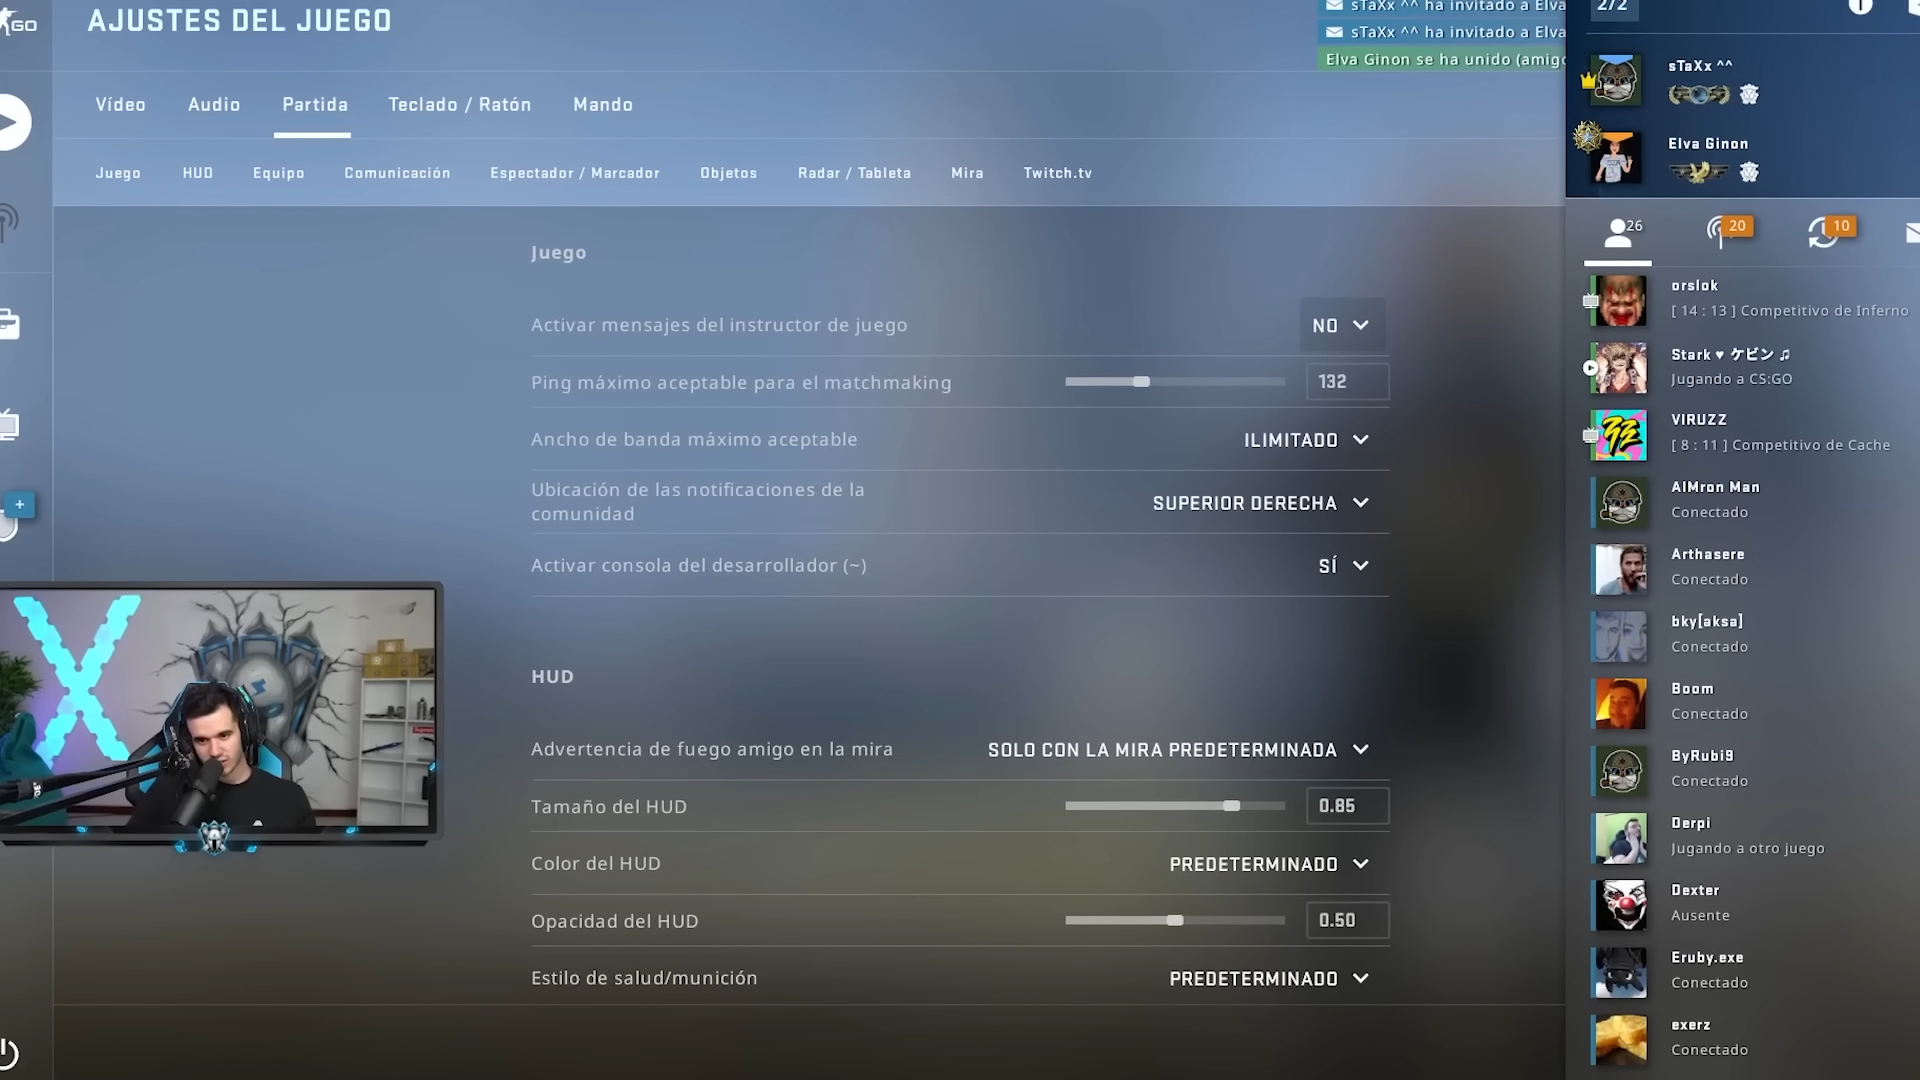 GO
AJUSTES DEL JUEGO
sTaXx ^^ ha invitado a Elva
sTaXx ^^ ha invitado a Elva
Elva Ginon se ha unido (amigo
2/2
sTaXx ^^
Elva Ginon
Vídeo
Audio
Partida
Teclado / Ratón
Mando
Juego
HUD
Equipo
Comunicación
Espectador / Marcador
Objetos
Radar / Tableta
Mira
Twitch.tv
Juego
Activar mensajes del instructor de juego
NO
Ping máximo aceptable para el matchmaking
132
Ancho de banda máximo aceptable
ILIMITADO
Ubicación de las notificaciones de la
comunidad
SUPERIOR DERECHA
Activar consola del desarrollador (~)
SÍ
HUD
Advertencia de fuego amigo en la mira
SOLO CON LA MIRA PREDETERMINADA
Tamaño del HUD
0.85
Color del HUD
PREDETERMINADO
Opacidad del HUD
0.50
Estilo de salud/munición
PREDETERMINADO
+
X
26
20
10
orslok
[ 14 : 13 ] Competitivo de Inferno
Stark ♥ ケビン ♫
Jugando a CS:GO
VIRUZZ
[ 8 : 11 ] Competitivo de Cache
AlMron Man
Conectado
Arthasere
Conectado
bky[aksa]
Conectado
Boom
Conectado
ByRubi9
Conectado
Derpi
Jugando a otro juego
Dexter
Ausente
Eruby.exe
Conectado
exerz
Conectado